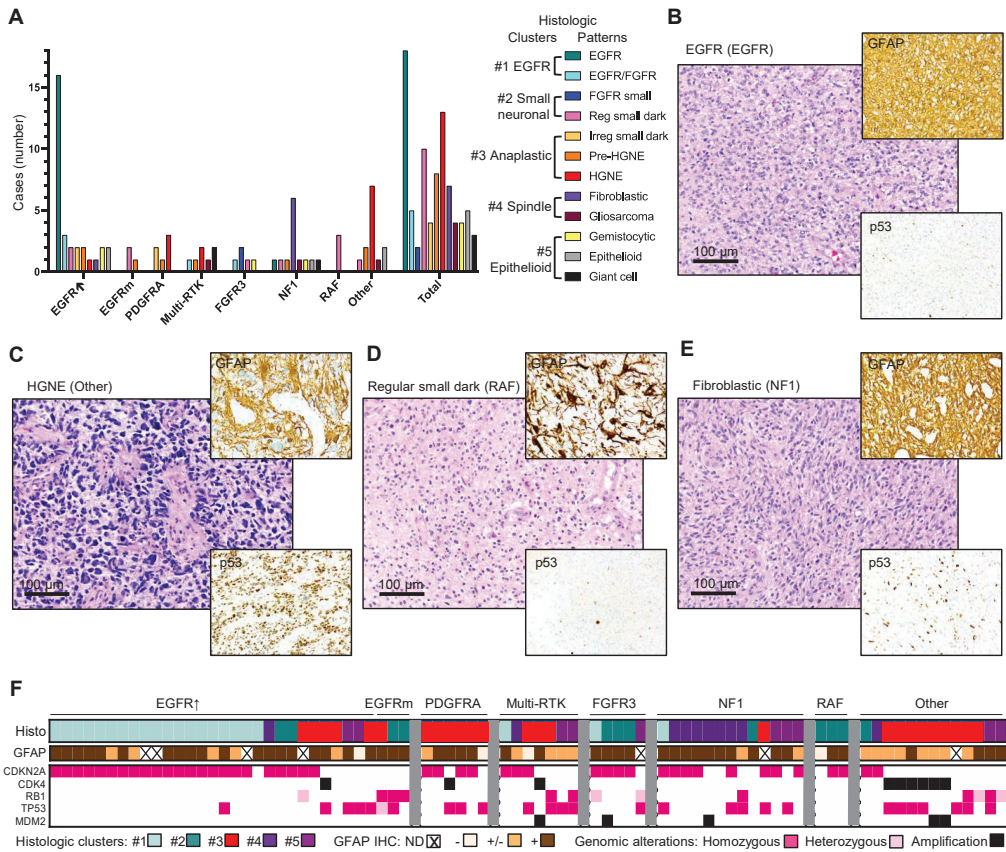 A
Cases (number)
15
10
5
0
EGFR↑
EGFRm
PDGFRA
Multi-RTK
FGFR3
NF1
RAF
Other
Total
Histologic
Clusters Patterns
#1 EGFR
EGFR
EGFR/FGFR
#2 Small
neuronal
FGFR small
Reg small dark
#3 Anaplastic
Irreg small dark
Pre-HGNE
HGNE
#4 Spindle
Fibroblastic
Gliosarcoma
#5
Epithelioid
Gemistocytic
Epithelioid
Giant cell
B
EGFR (EGFR)
GFAP
p53
100 µm
C
HGNE (Other)
GFAP
p53
100 µm
D
Regular small dark (RAF)
GFAP
p53
100 µm
E
Fibroblastic (NF1)
GFAP
p53
100 µm
F
EGFR↑ EGFRm PDGFRA Multi-RTK FGFR3 NF1 RAF Other
Histo
GFAP
CDKN2A
CDK4
RB1
TP53
MDM2
Histologic clusters: #1 #2 #3 #4 #5 GFAP IHC: ND X - +/- + Genomic alterations: Homozygous Heterozygous Amplification